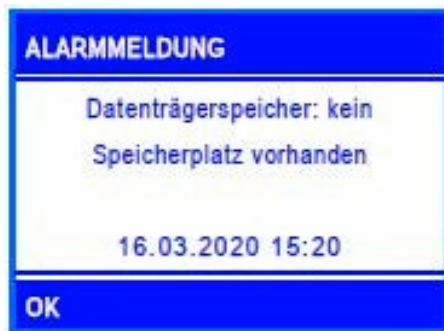 ALARMMELDUNG
Datenträgerspeicher: kein
Speicherplatz vorhanden
16.03.2020 15:20
OK